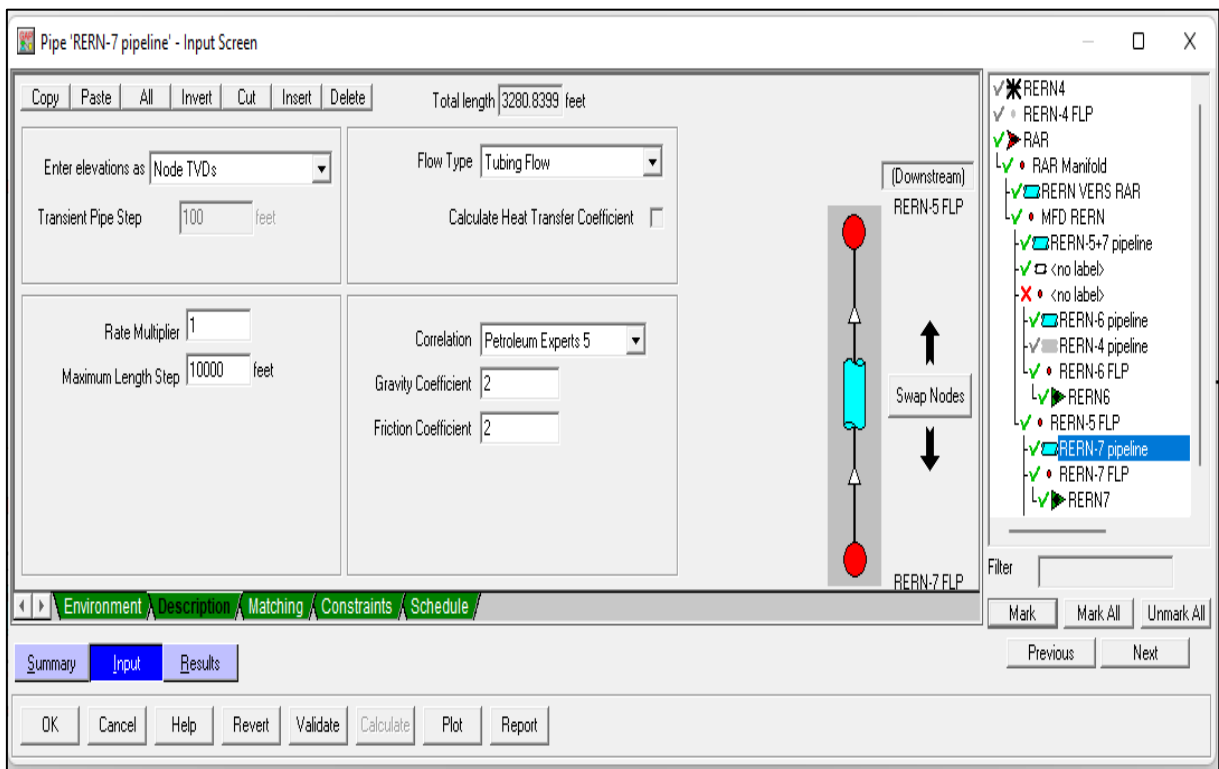 Pipe 'RERN-7 pipeline' - Input Screen
Copy Paste All Invert Cut Insert Delete
Total length 3280.8399 feet
Enter elevations as Node TVDs
Transient Pipe Step 100 feet
Flow Type Tubing Flow
Calculate Heat Transfer Coefficient
Rate Multiplier 1
Maximum Length Step 10000 feet
Correlation Petroleum Experts 5
Gravity Coefficient 2
Friction Coefficient 2
(Downstream)
RERN-5 FLP
Swap Nodes
RERN-7 FLP
Environment Description Matching Constraints Schedule
Summary Input Results
OK Cancel Help Revert Validate Calculate Plot Report
RERN4
RERN-4 FLP
RAR
RAR Manifold
RERN VERS RAR
MFD RERN
RERN-5+7 pipeline
<no label>
<no label>
RERN-6 pipeline
RERN-4 pipeline
RERN-6 FLP
RERN6
RERN-5 FLP
RERN-7 pipeline
RERN-7 FLP
RERN7
Filter
Mark Mark All Unmark All
Previous Next